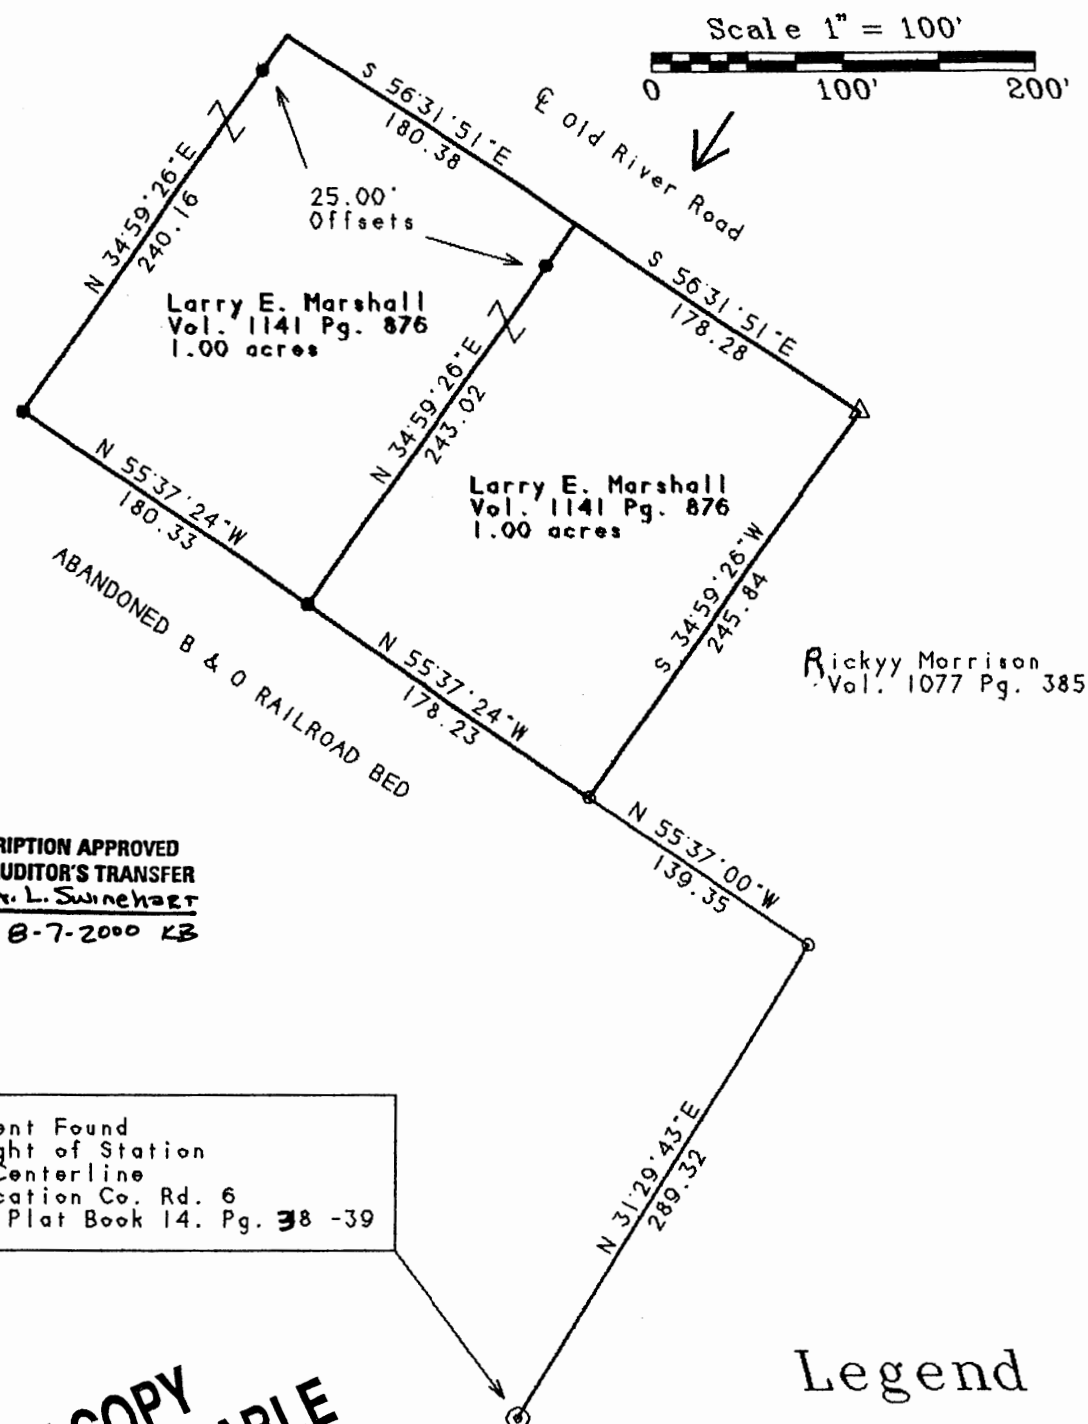 Scale 1" = 100'
0 100' 200'
S 56°31'51"E
180.38
℄ Old River Road
25.00'
Offsets
N 34°59'26"E
240.16
S 56°31'51"E
178.28
Larry E. Marshall
Vol. 1141 Pg. 876
1.00 acres
N 34°59'26"E
243.02
N 55°37'24"W
180.33
Larry E. Marshall
Vol. 1141 Pg. 876
1.00 acres
S 34°59'26"W
245.84
ABANDONED B & O RAILROAD BED
N 55°37'24"W
178.23
Rickyy Morrison
Vol. 1077 Pg. 385
N 55°37'00"W
139.35
RIPTION APPROVED
UDITOR'S TRANSFER
L. Swinehart
8-7-2000 KB
ent Found
ght of Station
Centerline
cation Co. Rd. 6
Plat Book 14. Pg. 38 -39
N 31°29'43"E
289.32
Legend
COPY
ABLE